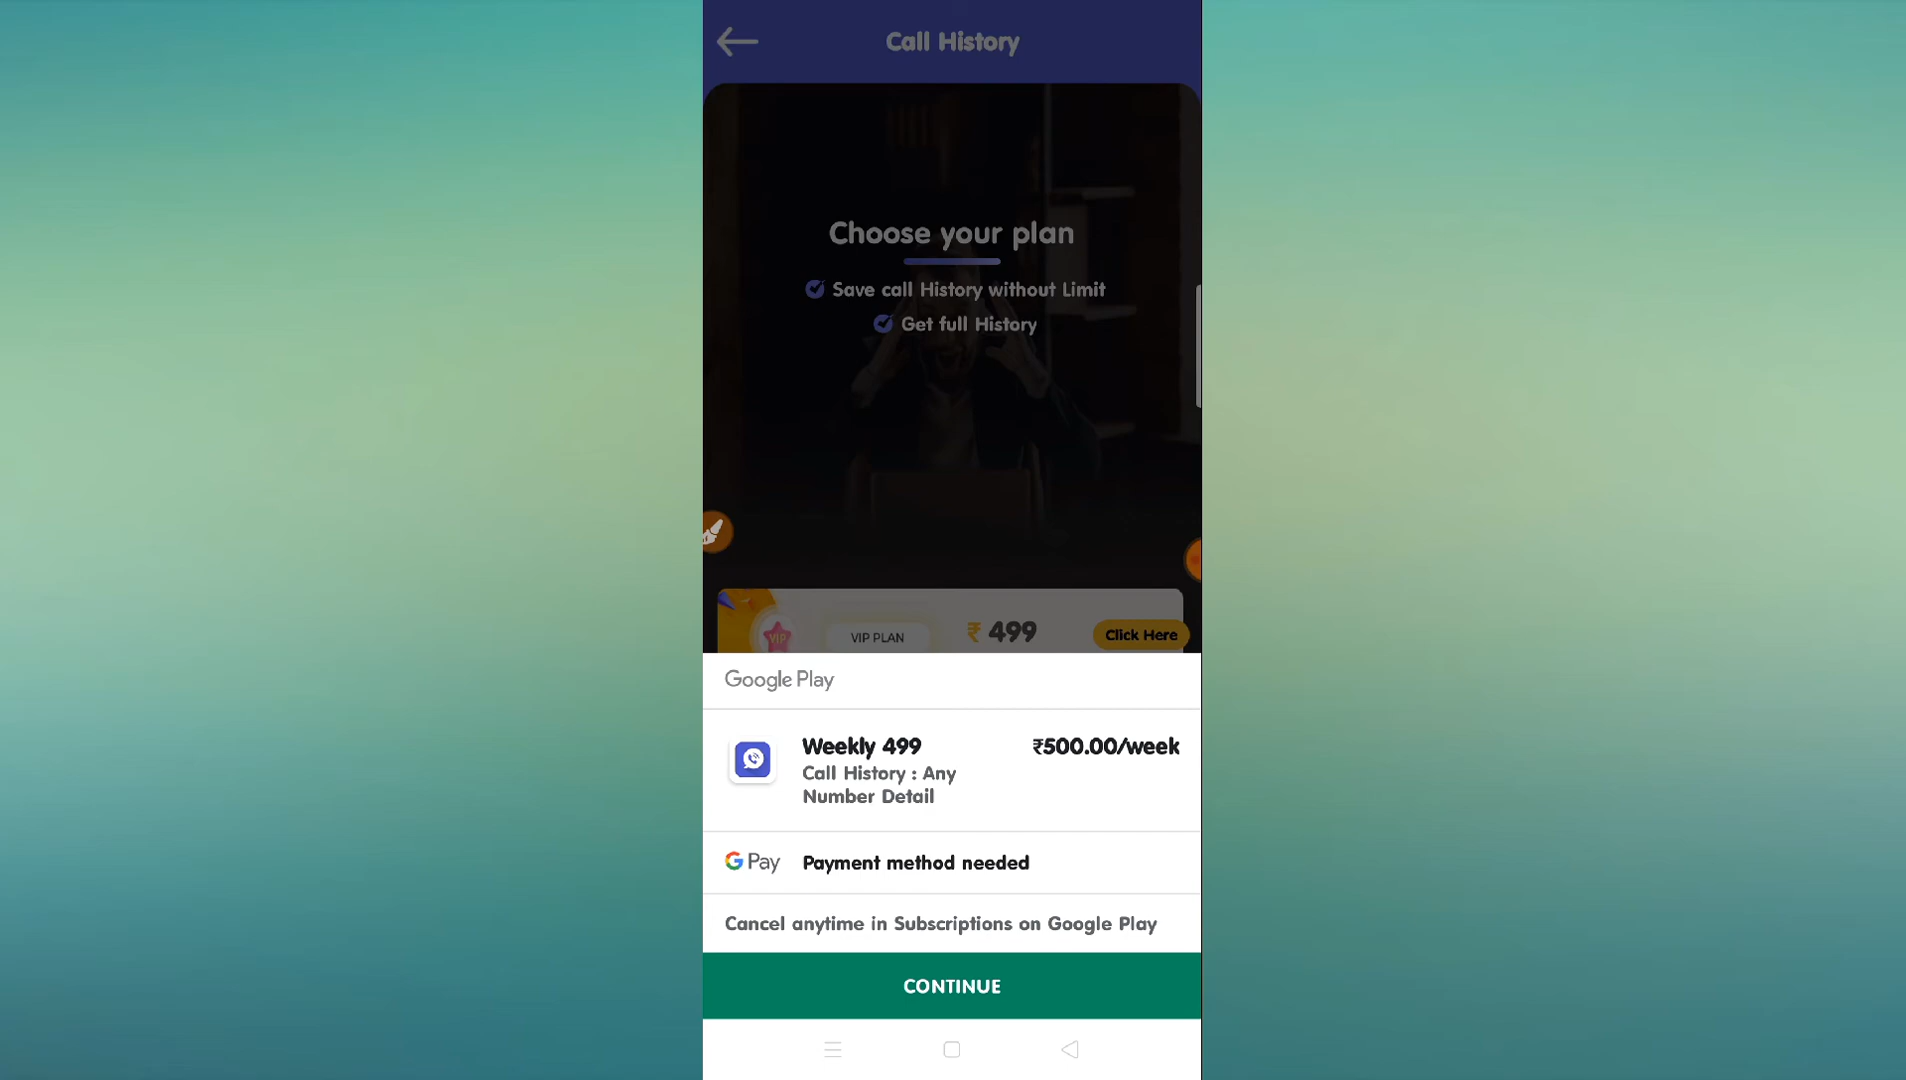 Call History
Choose your plan
Save call History without Limit
Get full History
VIP
VIP PLAN
₹ 499
Click Here
Google Play
Weekly 499
₹500.00/week
Call History : Any
Number Detail
G Pay
Payment method needed
Cancel anytime in Subscriptions on Google Play
CONTINUE